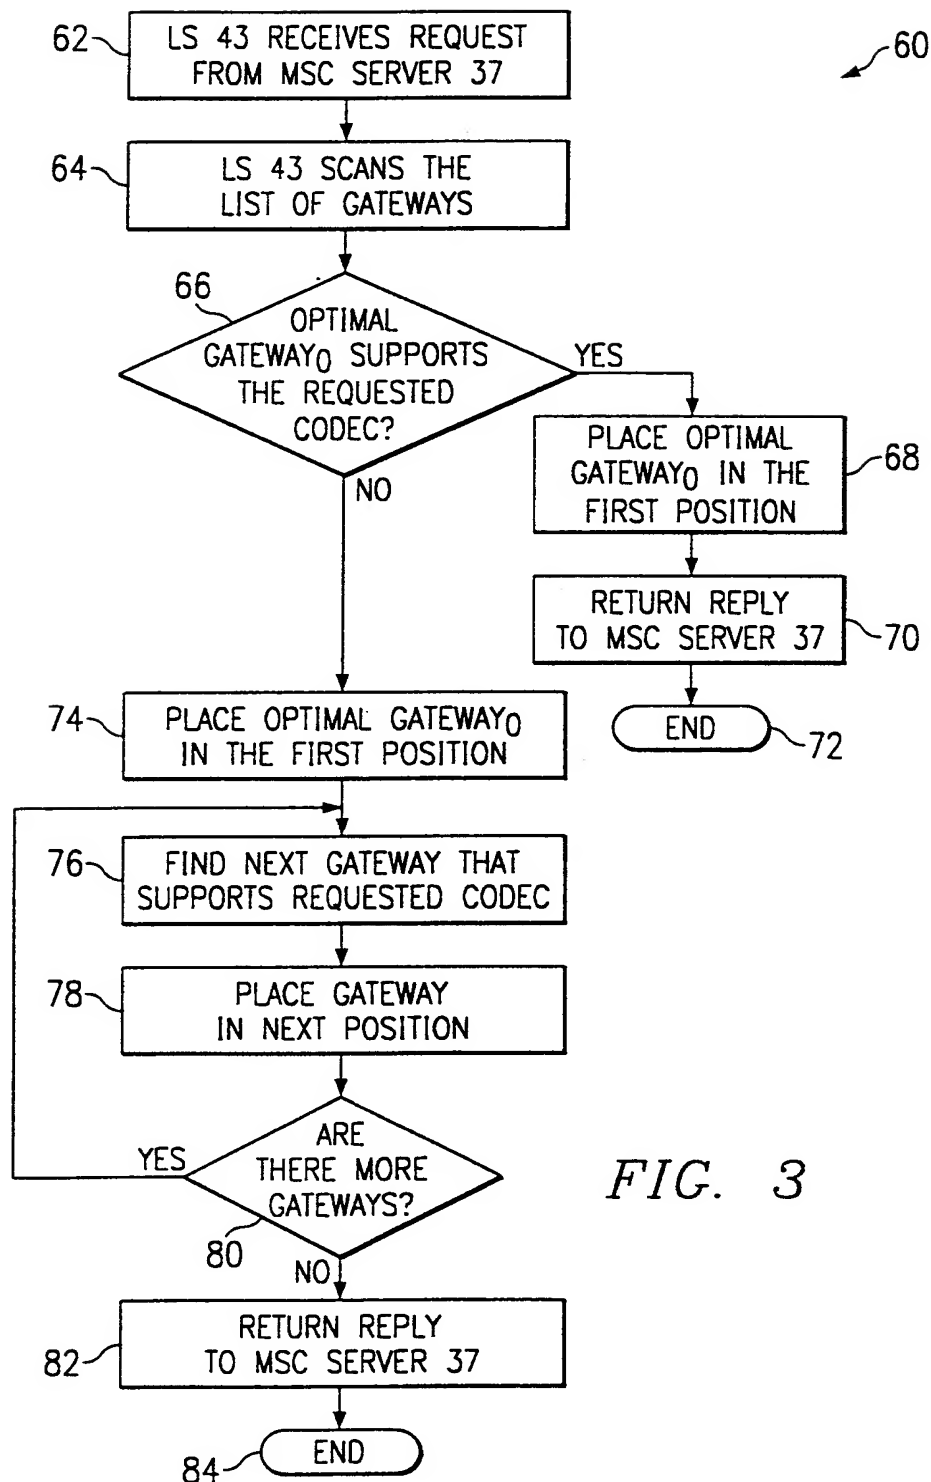 62
LS 43 RECEIVES REQUEST
FROM MSC SERVER 37
60
64
LS 43 SCANS THE
LIST OF GATEWAYS
66
OPTIMAL
GATEWAY0 SUPPORTS
THE REQUESTED
CODEC?
YES
NO
PLACE OPTIMAL
GATEWAY0 IN THE
FIRST POSITION
68
RETURN REPLY
TO MSC SERVER 37
70
END
72
74
PLACE OPTIMAL GATEWAY0
IN THE FIRST POSITION
76
FIND NEXT GATEWAY THAT
SUPPORTS REQUESTED CODEC
78
PLACE GATEWAY
IN NEXT POSITION
ARE
THERE MORE
GATEWAYS?
YES
80
NO
FIG. 3
RETURN REPLY
TO MSC SERVER 37
82
END
84